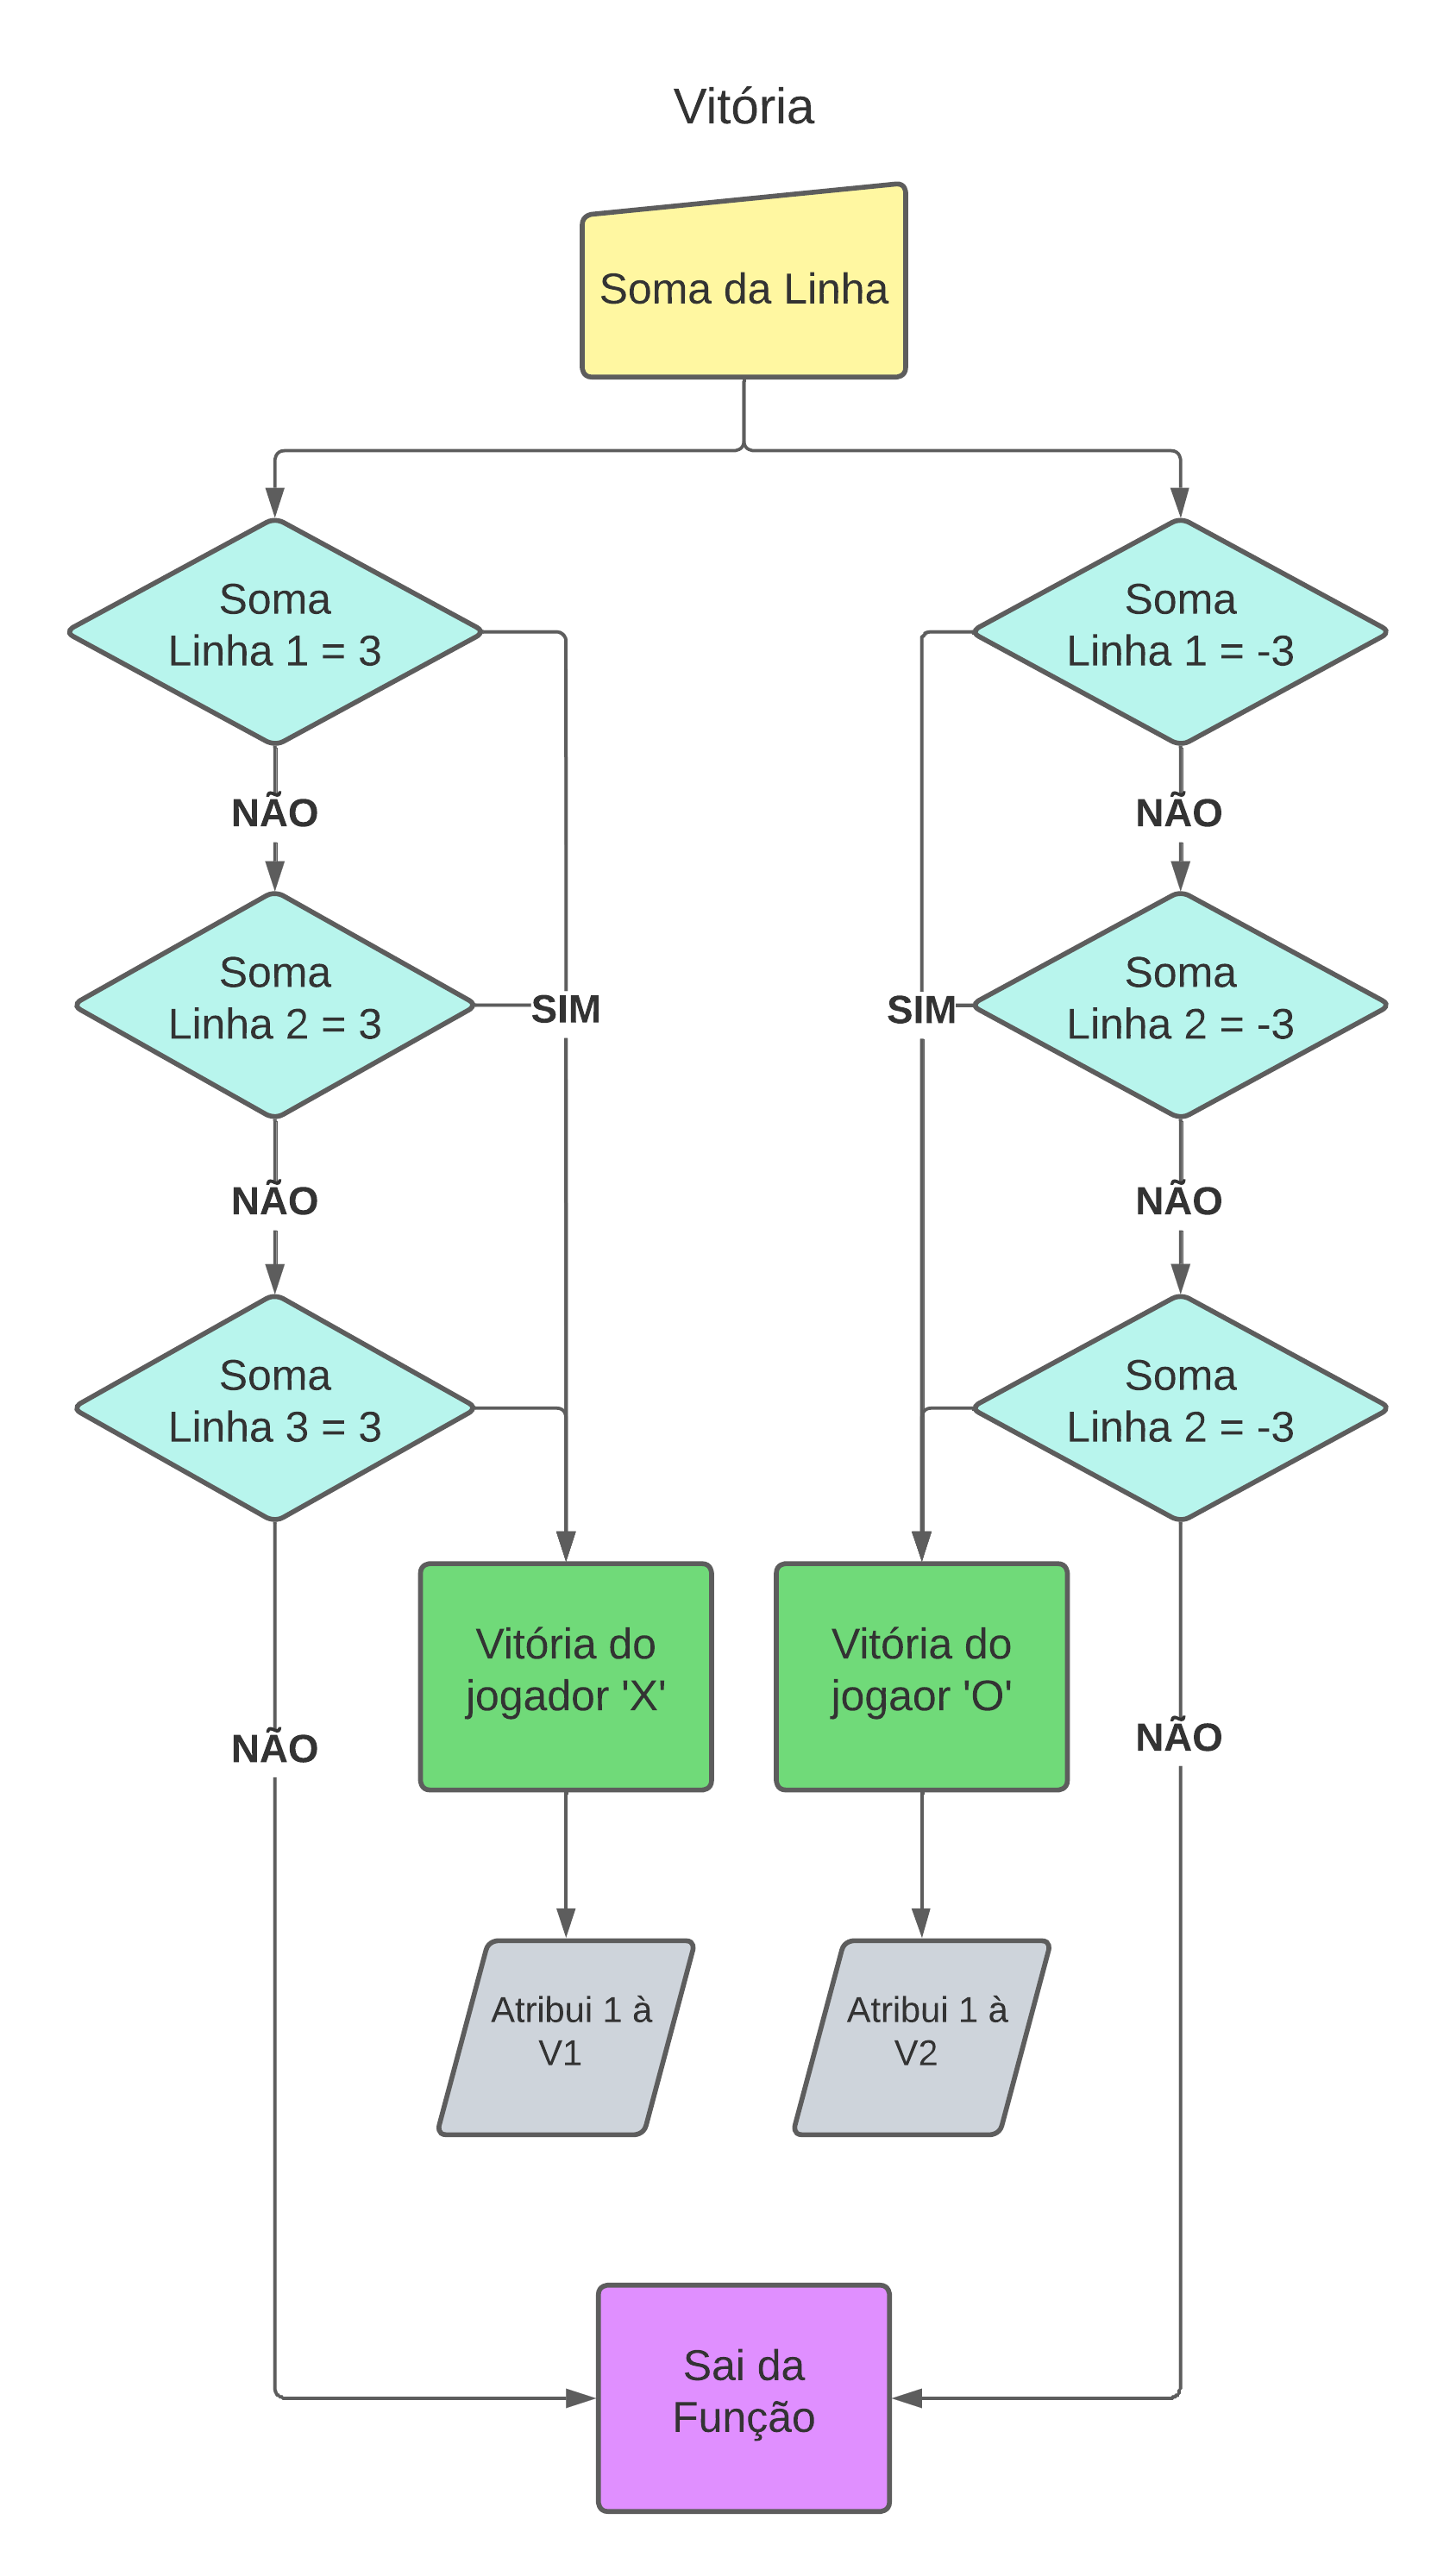 Vitória
Soma da Linha
Soma
Linha 1 = 3
Soma
Linha 1 = -3
NÃO
NÃO
Soma
Linha 2 = 3
SIM
SIM
Soma
Linha 2 = -3
NÃO
NÃO
Soma
Linha 3 = 3
Soma
Linha 2 = -3
Vitória do
jogador 'X'
Vitória do
jogaor 'O'
NÃO
NÃO
Atribui 1 à
V1
Atribui 1 à
V2
Sai da
Função